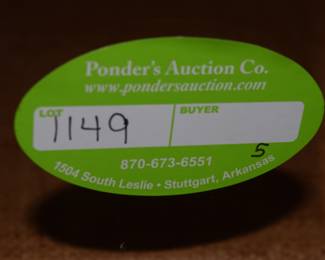 Ponder's Auction Co.
www.pondersauction.com
LOT BUYER
1149
870-673-6551
5
1504 South Leslie • Stuttgart, Arkansas